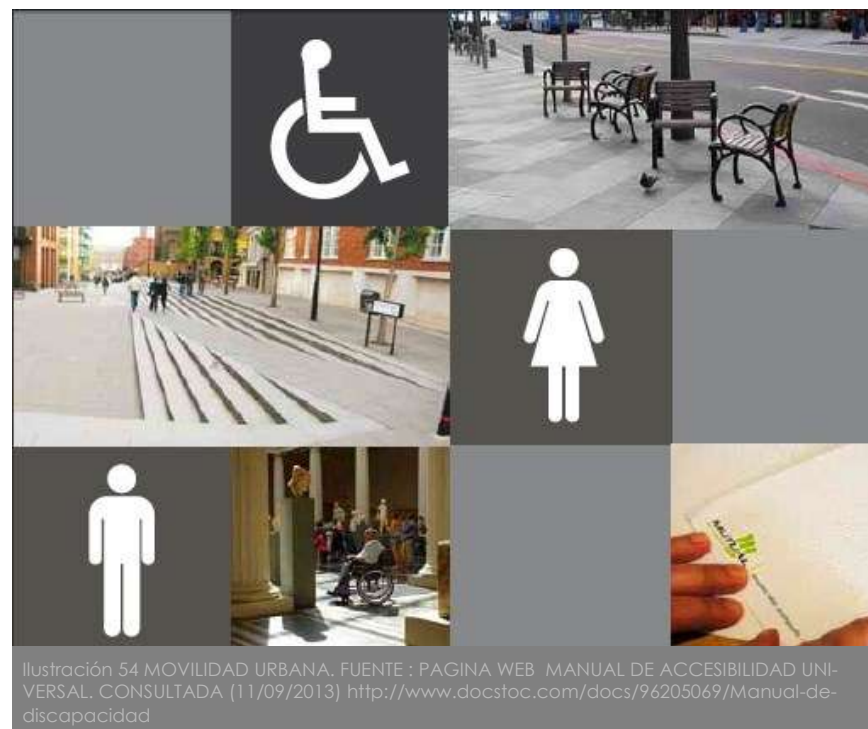 MUTUAL
Ilustración 54 MOVILIDAD URBANA. FUENTE : PAGINA WEB  MANUAL DE ACCESIBILIDAD UNI-
VERSAL. CONSULTADA (11/09/2013) http://www.docstoc.com/docs/96205069/Manual-de-
discapacidad